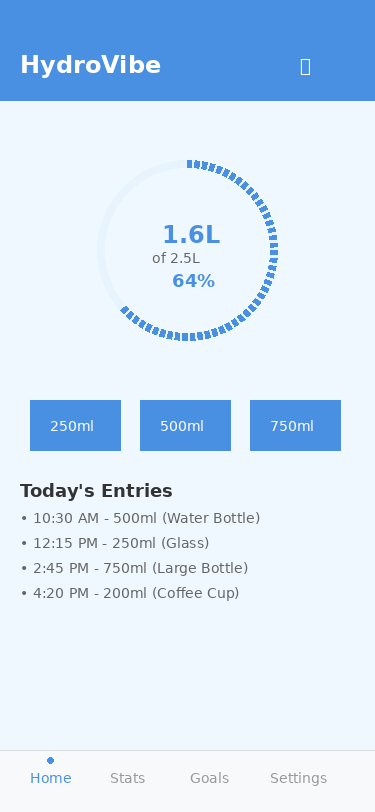 HydroVibe
1.6L
of 2.5L
64%
250ml 500ml 750ml
Today's Entries
• 10:30 AM - 500ml (Water Bottle)
• 12:15 PM - 250ml (Glass)
• 2:45 PM - 750ml (Large Bottle)
• 4:20 PM - 200ml (Coffee Cup)
Home Stats Goals Settings